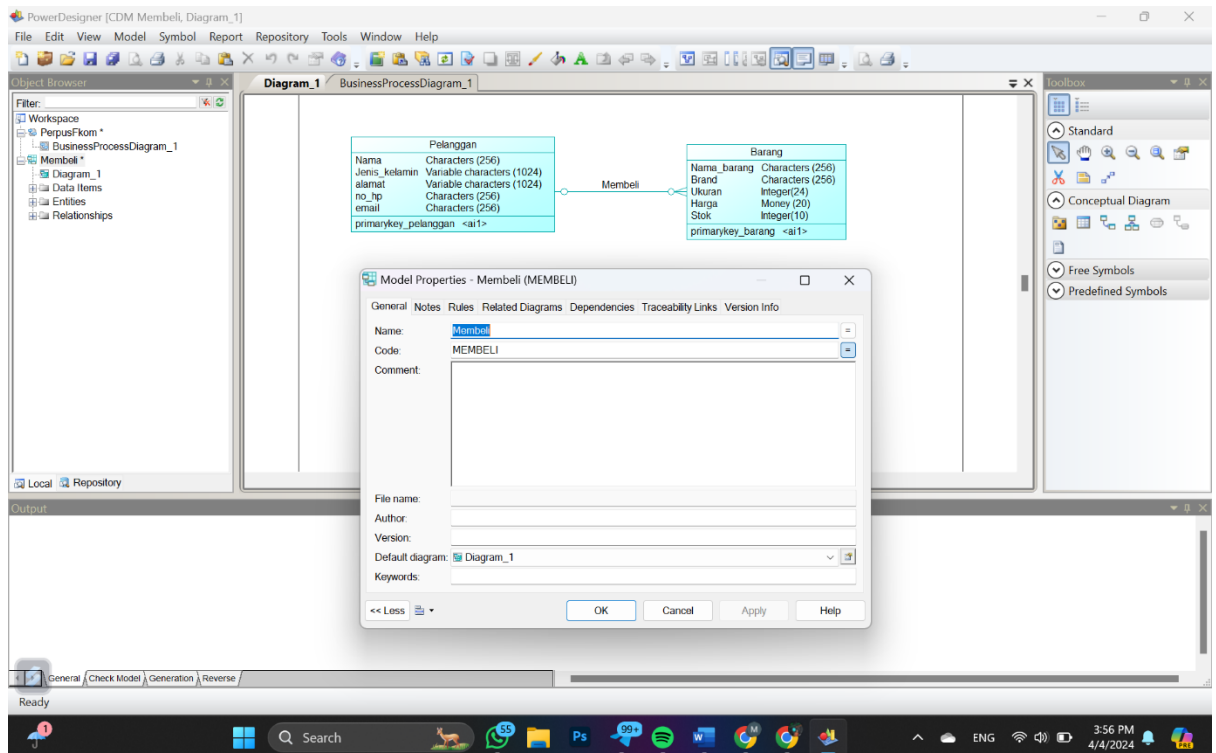 PowerDesigner [CDM Membeli, Diagram_1]
File Edit View Model Symbol Report Repository Tools Window Help
Object Browser
Filter:
Workspace
PerpusFkom *
BusinessProcessDiagram_1
Membeli *
Diagram_1
Data Items
Entities
Relationships
Local Repository
Diagram_1 BusinessProcessDiagram_1
Pelanggan
Nama Characters (256)
Jenis_kelamin Variable characters (1024)
alamat Variable characters (1024)
no_hp Characters (256)
email Characters (256)
primarykey_pelanggan <ai1>
Membeli
Barang
Nama_barang Characters (256)
Brand Characters (256)
Ukuran Integer(24)
Harga Money (20)
Stok Integer(10)
primarykey_barang <ai1>
Toolbox
Standard
Conceptual Diagram
Free Symbols
Predefined Symbols
Model Properties - Membeli (MEMBELI)
General Notes Rules Related Diagrams Dependencies Traceability Links Version Info
Name: Membeli =
Code: MEMBELI =
Comment:
File name:
Author:
Version:
Default diagram: Diagram_1
Keywords:
<< Less OK Cancel Apply Help
Output
General Check Model Generation Reverse
Ready
1 Search 55 Ps 99+ W M ENG 3:56 PM
4/4/2024 PRE